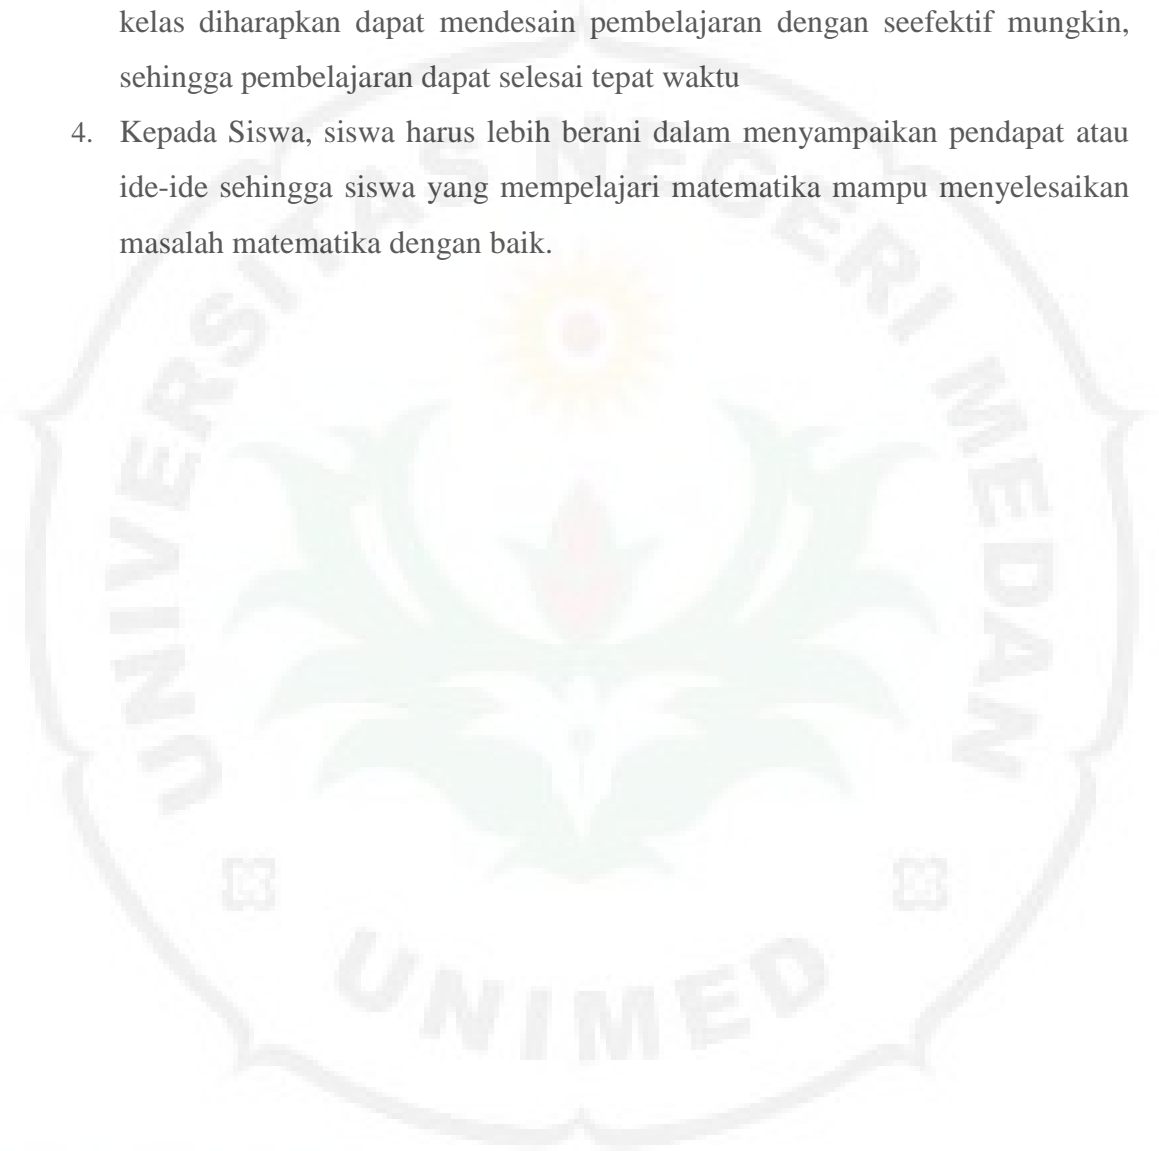 kelas diharapkan dapat mendesain pembelajaran dengan seefektif mungkin,
sehingga pembelajaran dapat selesai tepat waktu
4. Kepada Siswa, siswa harus lebih berani dalam menyampaikan pendapat atau
ide-ide sehingga siswa yang mempelajari matematika mampu menyelesaikan
masalah matematika dengan baik.
UNIVERSITAS NEGERI MEDAN
UNIMED